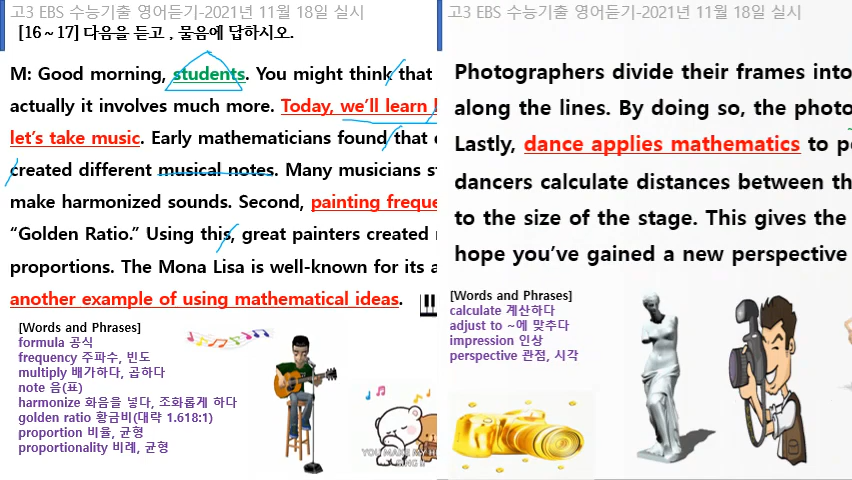 고3 EBS 수능기출 영어듣기-2021년 11월 18일 실시
[16 ~ 17] 다음을 듣고 , 물음에 답하시오.
M: Good morning, students. You might think that
actually it involves much more. Today, we’ll learn
let’s take music. Early mathematicians found that
created different musical notes. Many musicians
make harmonized sounds. Second, painting
“Golden Ratio.” Using this, great painters created
proportions. The Mona Lisa is well-known for its
another example of using mathematical ideas.
[Words and Phrases]
formula 공식
frequency 주파수, 빈도
multiply 배가하다, 곱하다
note 음(표)
harmonize 화음을 넣다, 조화롭게 하다
golden ratio 황금비(대략 1.618:1)
proportion 비율, 균형
proportionality 비례, 균형
YOU MAKE MY
고3 EBS 수능기출 영어듣기-2021년 11월 18일 실시
Photographers divide their frames into
along the lines. By doing so, the
Lastly, dance applies mathematics to
dancers calculate distances between
to the size of the stage. This gives the
hope you’ve gained a new perspective
[Words and Phrases]
calculate 계산하다
adjust to ~에 맞추다
impression 인상
perspective 관점, 시각